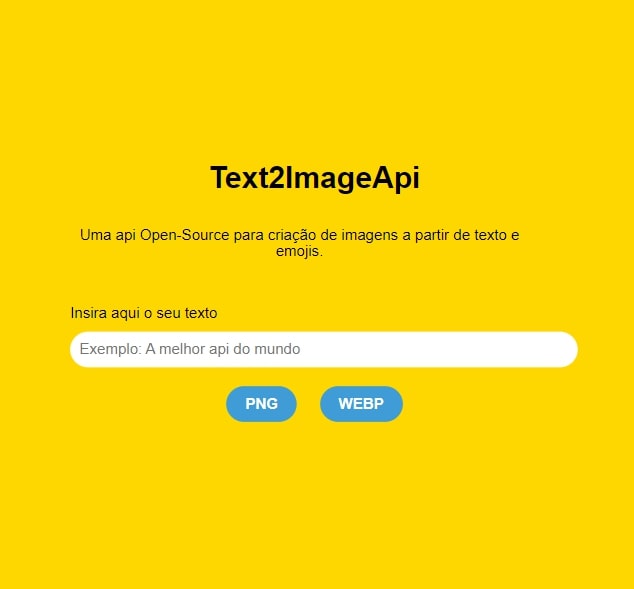 Text2ImageApi
Uma api Open-Source para criação de imagens a partir de texto e
emojis.
Insira aqui o seu texto
Exemplo: A melhor api do mundo
PNG WEBP